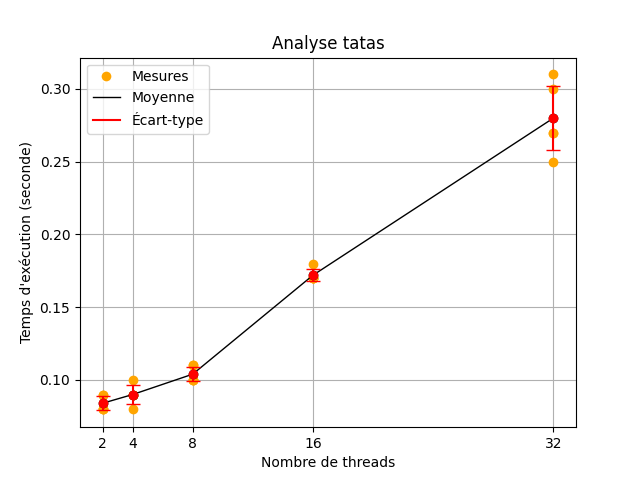 Analyse tatas
Mesures
Moyenne
Écart-type
Temps d'exécution (seconde)
0.30
0.25
0.20
0.15
0.10
2 4 8 16 32
Nombre de threads